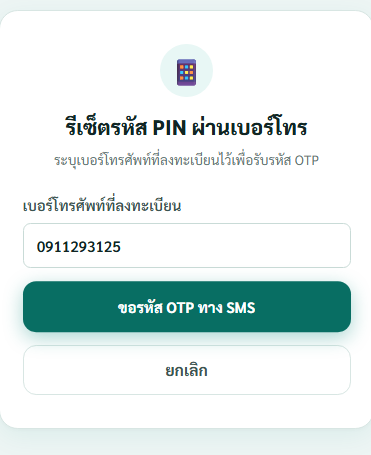 รีเซ็ตรหัส PIN ผ่านเบอร์โทร
ระบุเบอร์โทรศัพท์ที่ลงทะเบียนไว้เพื่อรับรหัส OTP
เบอร์โทรศัพท์ที่ลงทะเบียน
0911293125
ขอรหัส OTP ทาง SMS
ยกเลิก